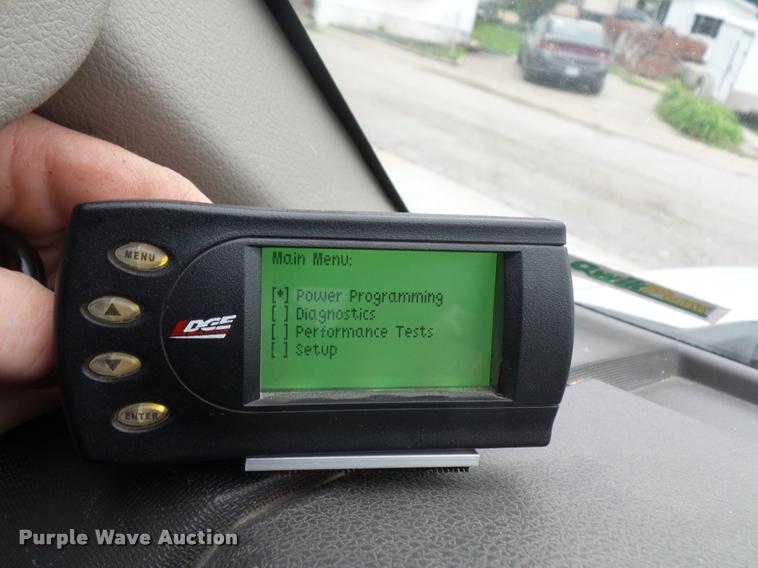 MENU
ENTER
EDGE
Main Menu:
[*] Power Programming
[ ] Diagnostics
[ ] Performance Tests
[ ] Setup
Purple Wave Auction